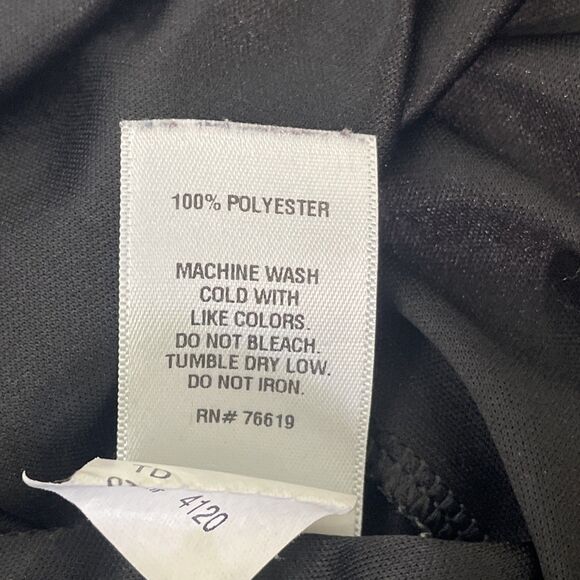 100% POLYESTER
MACHINE WASH
COLD WITH
LIKE COLORS.
DO NOT BLEACH.
TUMBLE DRY LOW.
DO NOT IRON.
RN# 76619
TD
4120